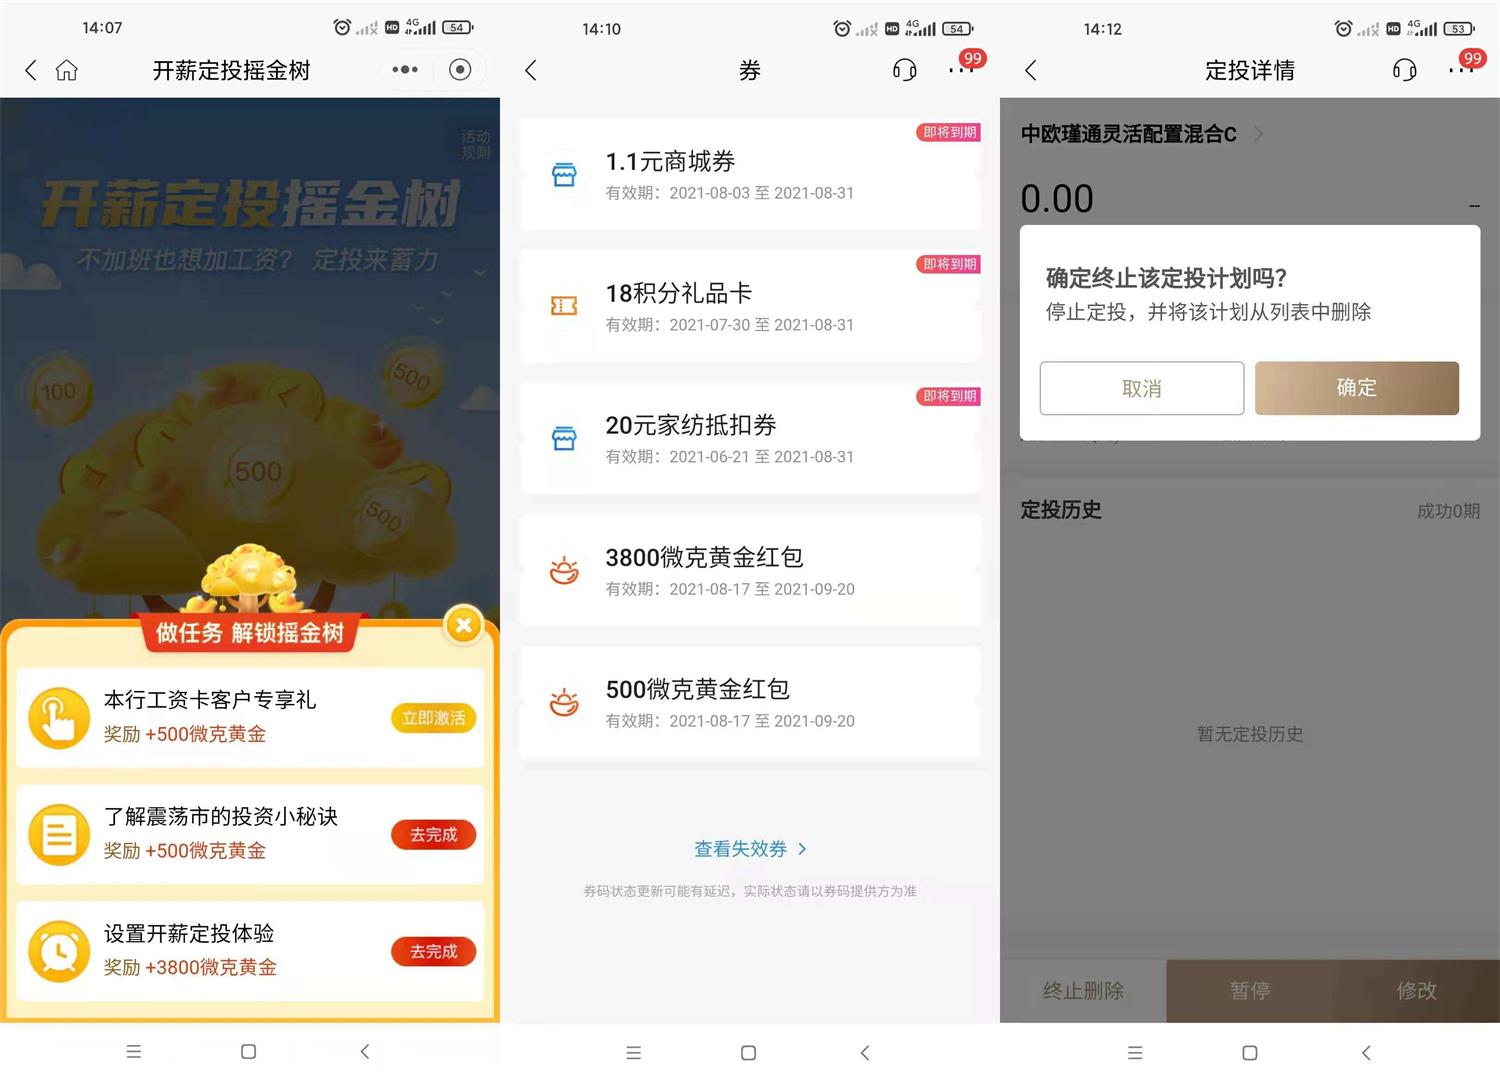 14:07
HD
4G
54
开薪定投摇金树
活动
规则
开薪定投摇金树
不加班也想加工资？ 定投来蓄力
100
500
500
500
做任务 解锁摇金树
本行工资卡客户专享礼
奖励 +500微克黄金
立即激活
了解震荡市的投资小秘诀
奖励 +500微克黄金
去完成
设置开薪定投体验
奖励 +3800微克黄金
去完成
14:10
HD
4G
54
券
99
即将到期
1.1元商城券
有效期：2021-08-03 至 2021-08-31
即将到期
18积分礼品卡
有效期：2021-07-30 至 2021-08-31
即将到期
20元家纺抵扣券
有效期：2021-06-21 至 2021-08-31
3800微克黄金红包
有效期：2021-08-17 至 2021-09-20
500微克黄金红包
有效期：2021-08-17 至 2021-09-20
查看失效券
券码状态更新可能有延迟，实际状态请以券码提供方为准
14:12
HD
4G
53
定投详情
99
中欧瑾通灵活配置混合C
0.00
--
确定终止该定投计划吗？
停止定投，并将该计划从列表中删除
取消
确定
定投历史
成功0期
暂无定投历史
终止删除
暂停
修改